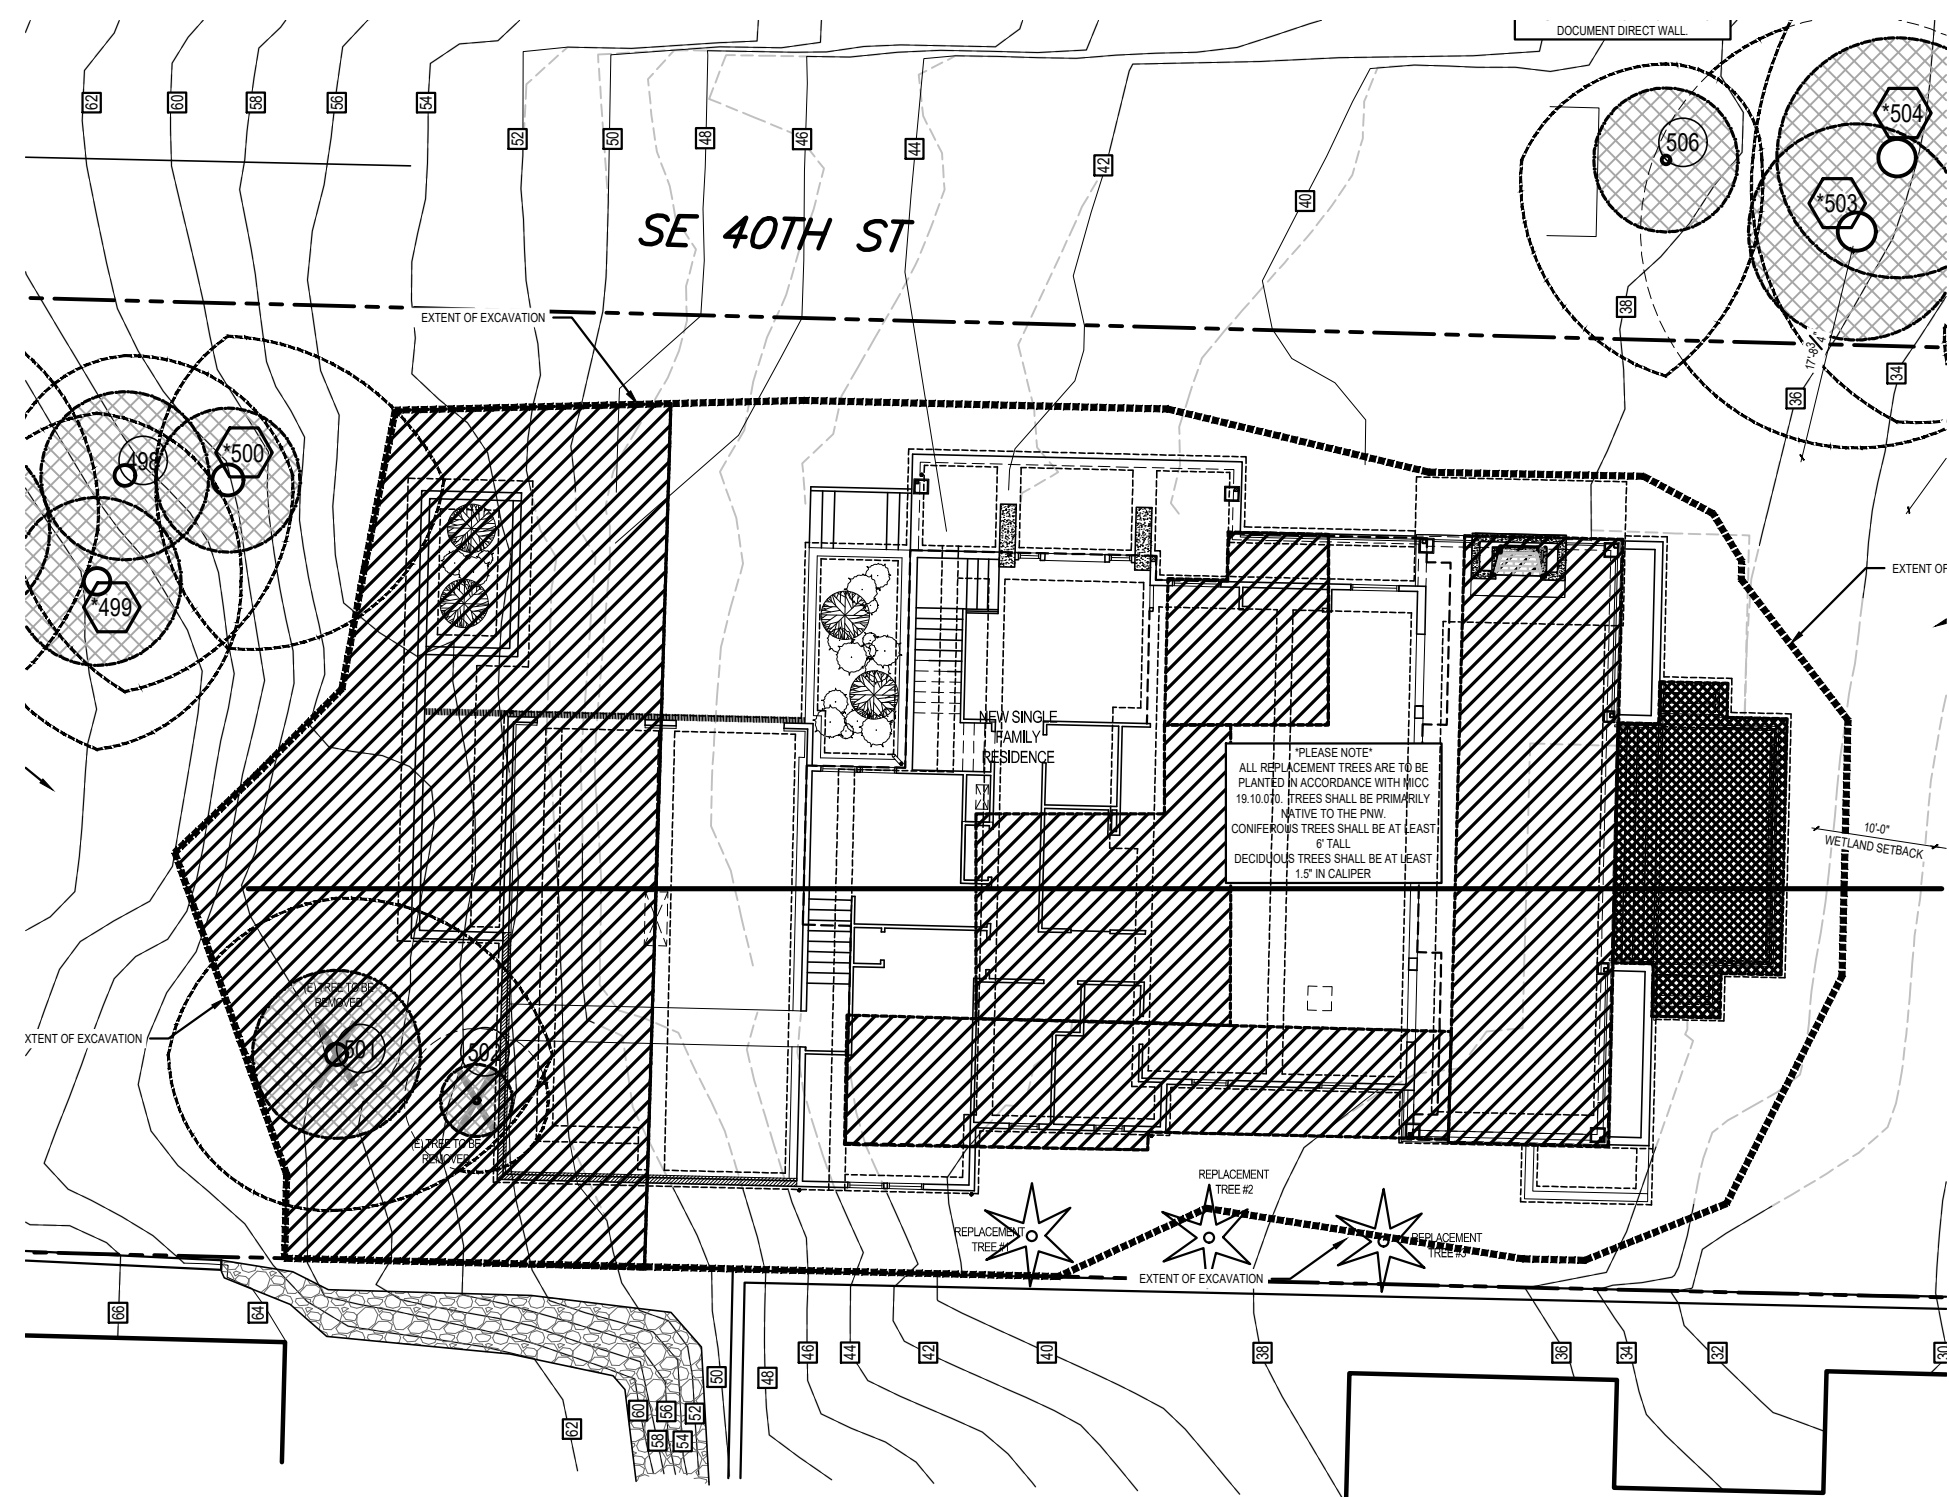 DOCUMENT DIRECT WALL.
62
60
58
56
54
52
50
48
46
44
42
40
506
*504
*503
SE 40TH ST
38
EXTENT OF EXCAVATION
17'-8 3/4"
36
34
498
*500
*499
EXTENT OF
NEW SINGLE
FAMILY
RESIDENCE
*PLEASE NOTE*
ALL REPLACEMENT TREES ARE TO BE
PLANTED IN ACCORDANCE WITH MICC
19.10.070. TREES SHALL BE PRIMARILY
NATIVE TO THE PNW.
CONIFEROUS TREES SHALL BE AT LEAST
6' TALL
DECIDUOUS TREES SHALL BE AT LEAST
1.5" IN CALIPER
10'-0"
WETLAND SETBACK
(E) TREE TO BE
REMOVED
XTENT OF EXCAVATION
501
502
(E) TREE TO BE
REMOVED
REPLACEMENT
TREE #1
REPLACEMENT
TREE #2
REPLACEMENT
TREE #3
EXTENT OF EXCAVATION
66
64
62
60
58
56
54
52
50
48
46
44
42
40
38
36
34
32
30